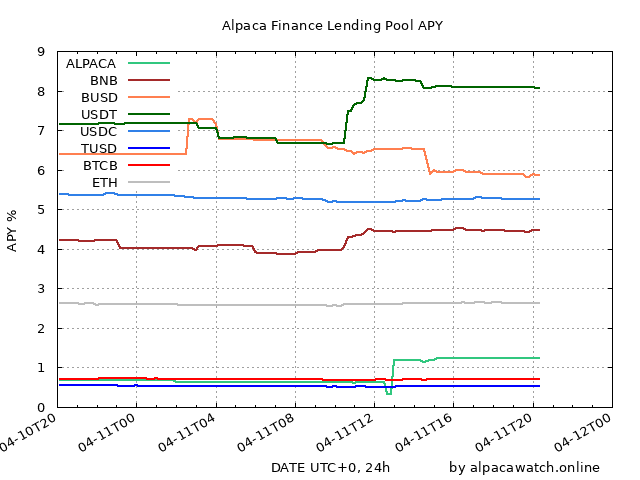 Alpaca Finance Lending Pool APY
9
8
7
6
5
4
3
2
1
0
APY %
ALPACA
BNB
BUSD
USDT
USDC
TUSD
BTCB
ETH
04-10T20
04-11T00
04-11T04
04-11T08
04-11T12
04-11T16
04-11T20
04-12T00
DATE UTC+0, 24h
by alpacawatch.online